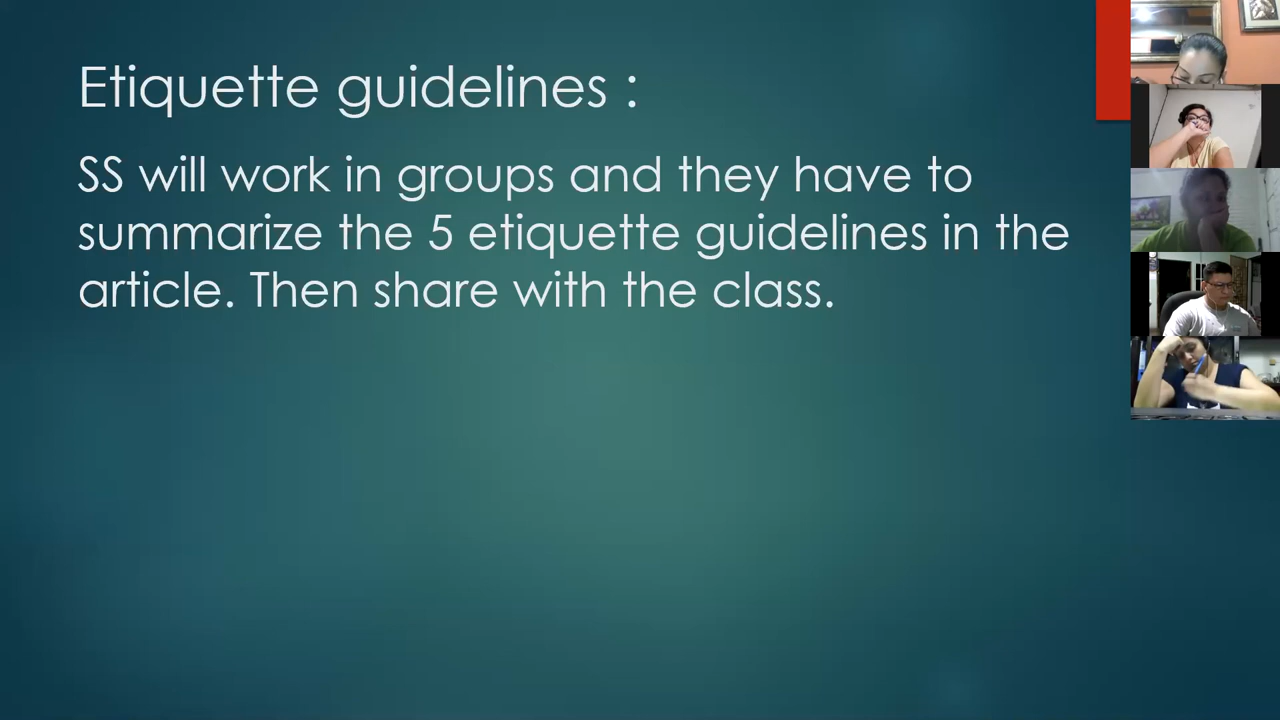 Etiquette guidelines :
SS will work in groups and they have to
summarize the 5 etiquette guidelines in the
article. Then share with the class.